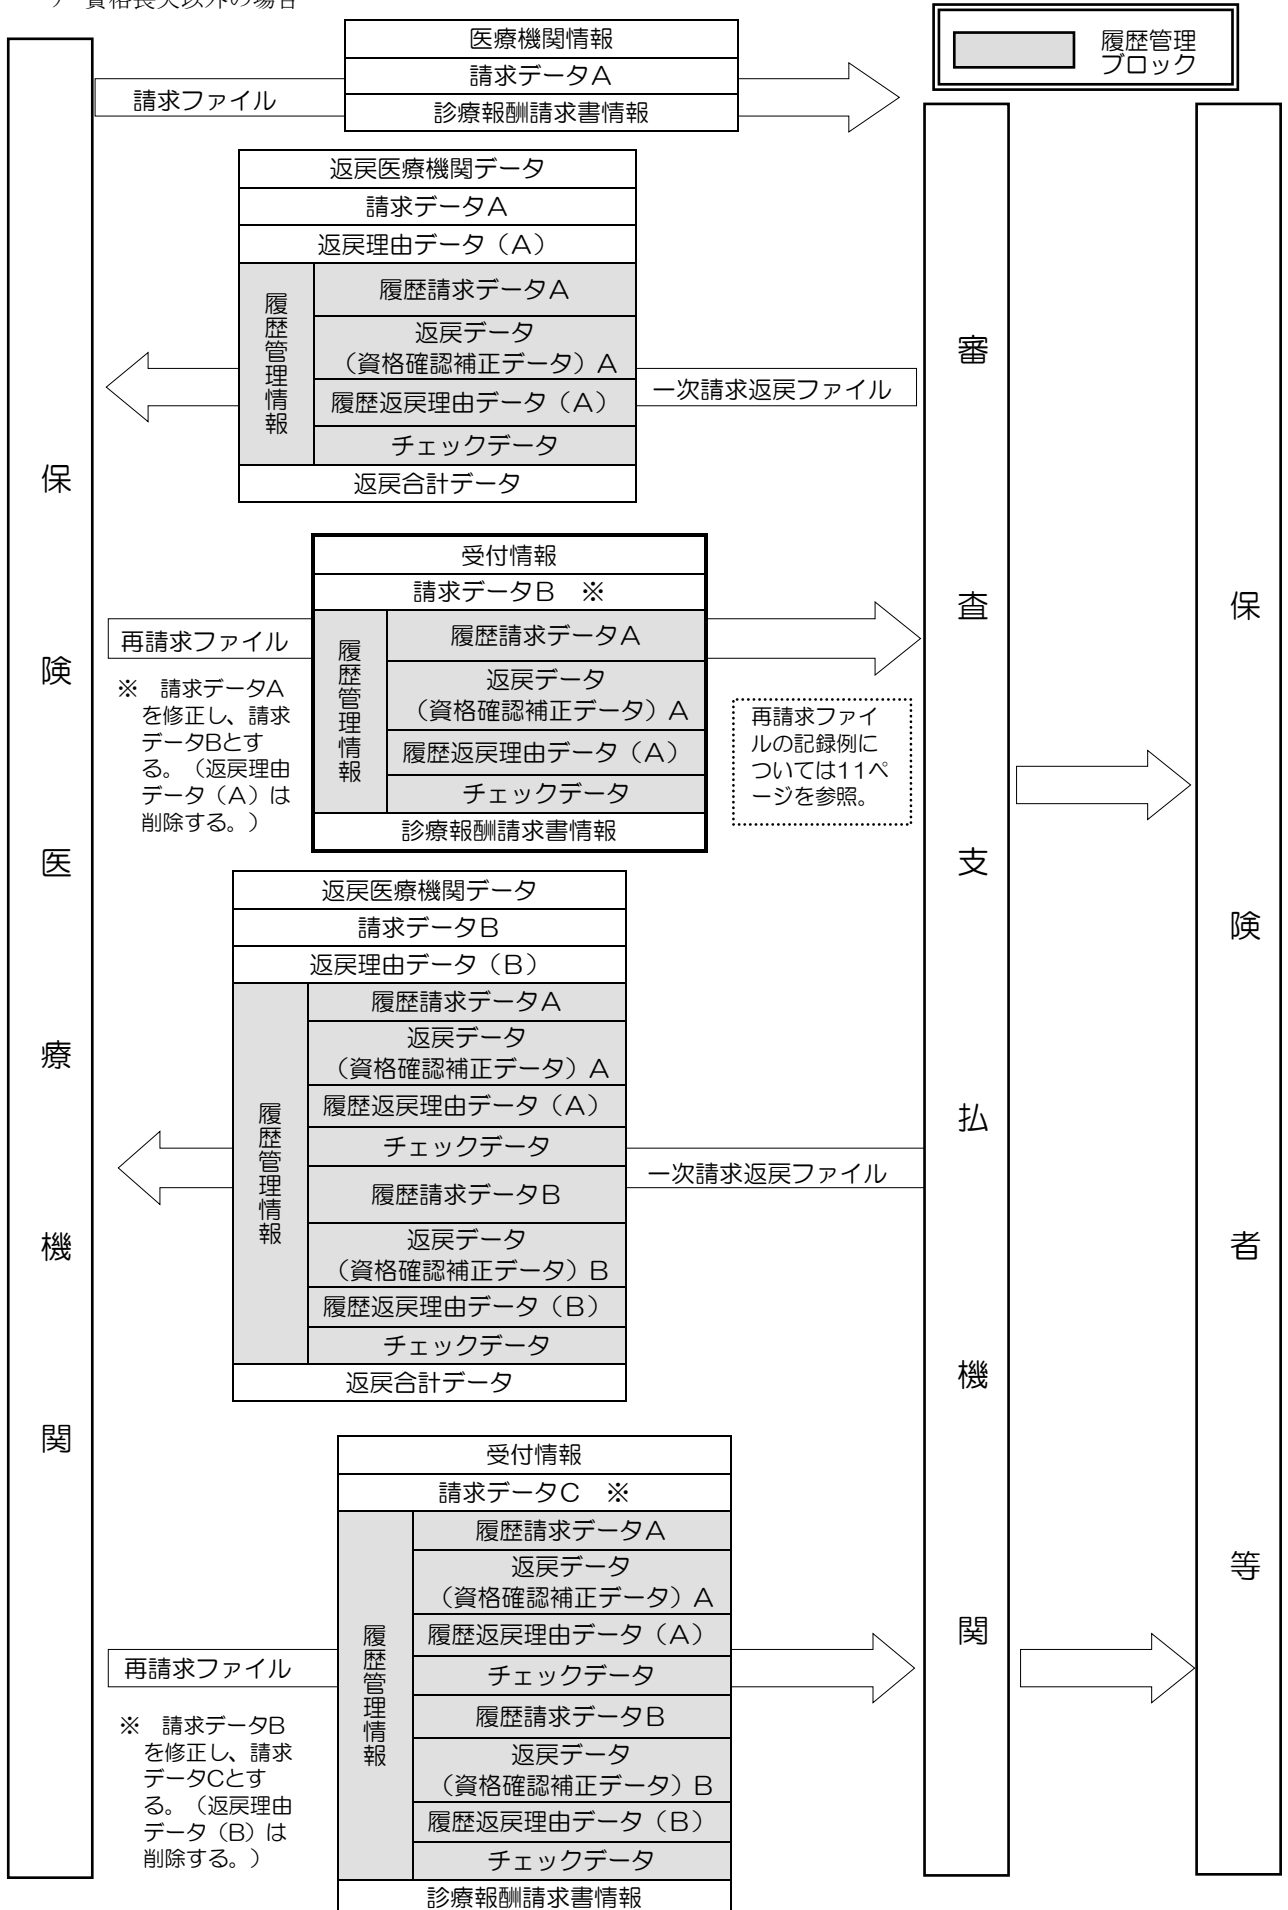 資格喪失以外の場合
履歴管理
ブロック
医療機関情報
請求データA
診療報酬請求書情報
請求ファイル
返戻医療機関データ
請求データA
返戻理由データ(A)
履歴管理情報
履歴請求データA
返戻データ
(資格確認補正データ)A
履歴返戻理由データ(A)
チェックデータ
返戻合計データ
一次請求返戻ファイル
受付情報
請求データB ※
履歴管理情報
履歴請求データA
返戻データ
(資格確認補正データ)A
履歴返戻理由データ(A)
チェックデータ
診療報酬請求書情報
再請求ファイル
※ 請求データA
を修正し、請求
データBとす
る。(返戻理由
データ(A)は
削除する。)
再請求ファイ
ルの記録例に
ついては11ペ
ージを参照。
返戻医療機関データ
請求データB
返戻理由データ(B)
履歴管理情報
履歴請求データA
返戻データ
(資格確認補正データ)A
履歴返戻理由データ(A)
チェックデータ
履歴請求データB
返戻データ
(資格確認補正データ)B
履歴返戻理由データ(B)
チェックデータ
返戻合計データ
一次請求返戻ファイル
受付情報
請求データC ※
履歴管理情報
履歴請求データA
返戻データ
(資格確認補正データ)A
履歴返戻理由データ(A)
チェックデータ
履歴請求データB
返戻データ
(資格確認補正データ)B
履歴返戻理由データ(B)
チェックデータ
診療報酬請求書情報
再請求ファイル
※ 請求データB
を修正し、請求
データCとす
る。(返戻理由
データ(B)は
削除する。)
保険医療機関
審査支払機関
保険者等